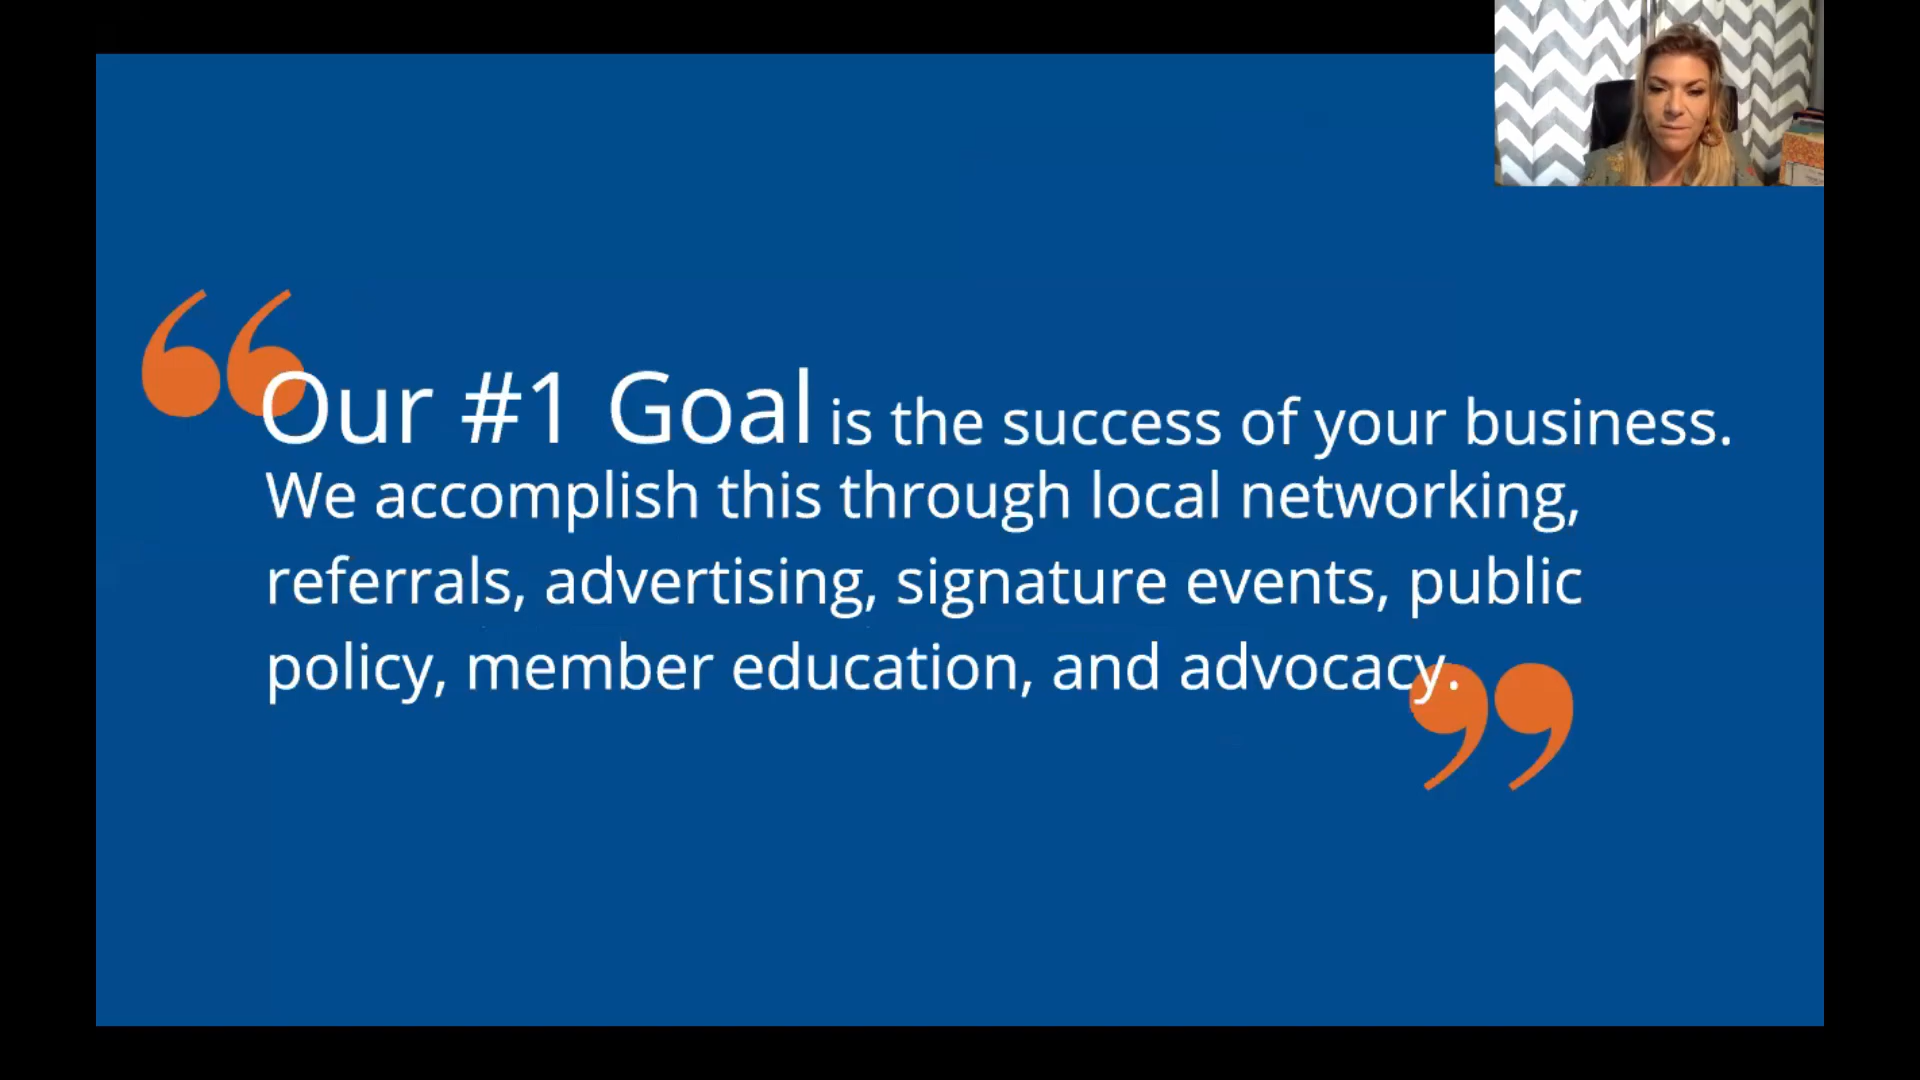 Our #1 Goal is the success of your business.
We accomplish this through local networking,
referrals, advertising, signature events, public
policy, member education, and advocacy.